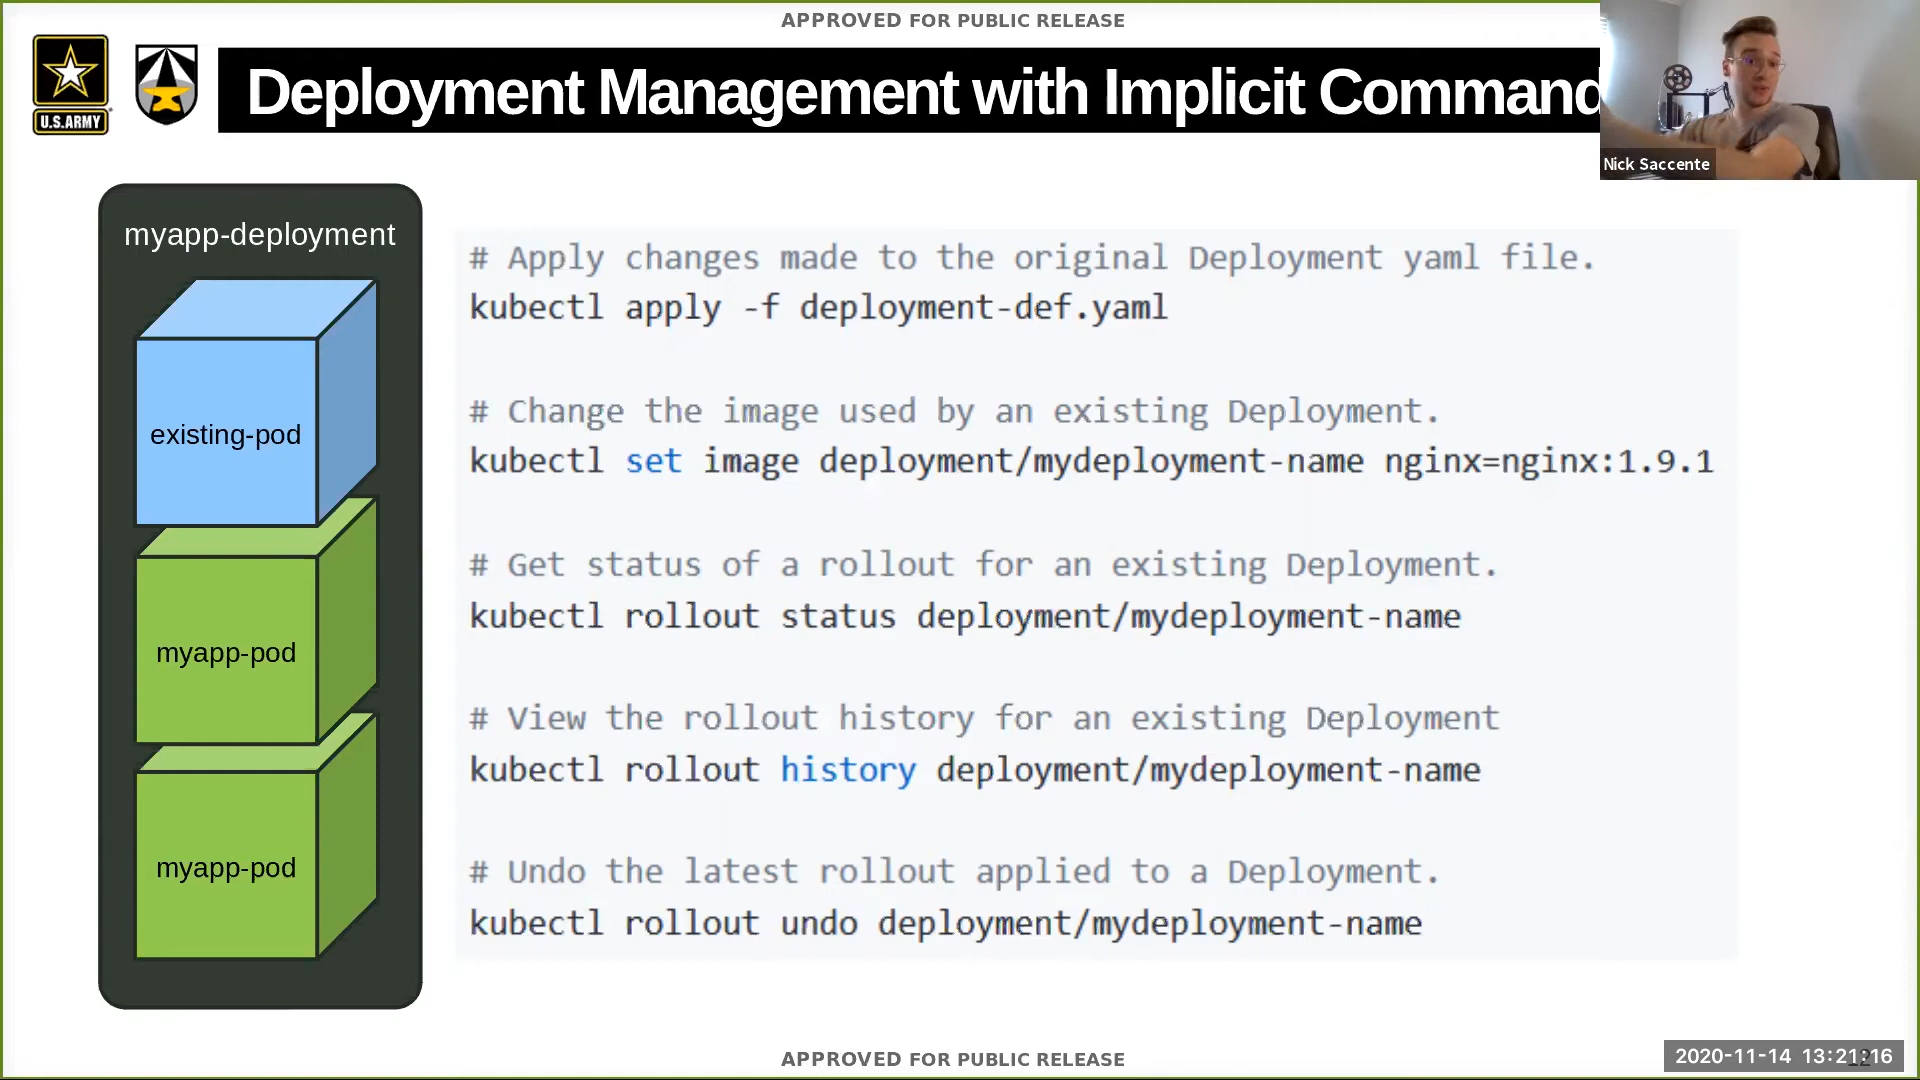 APPROVED FOR PUBLIC RELEASE
U.S.ARMY
Deployment Management with Implicit Command
Nick Saccente
myapp-deployment
existing-pod
myapp-pod
myapp-pod
# Apply changes made to the original Deployment yaml file.
kubectl apply -f deployment-def.yaml
# Change the image used by an existing Deployment.
kubectl set image deployment/mydeployment-name nginx=nginx:1.9.1
# Get status of a rollout for an existing Deployment.
kubectl rollout status deployment/mydeployment-name
# View the rollout history for an existing Deployment
kubectl rollout history deployment/mydeployment-name
# Undo the latest rollout applied to a Deployment.
kubectl rollout undo deployment/mydeployment-name
APPROVED FOR PUBLIC RELEASE
2020-11-14 13:21:16